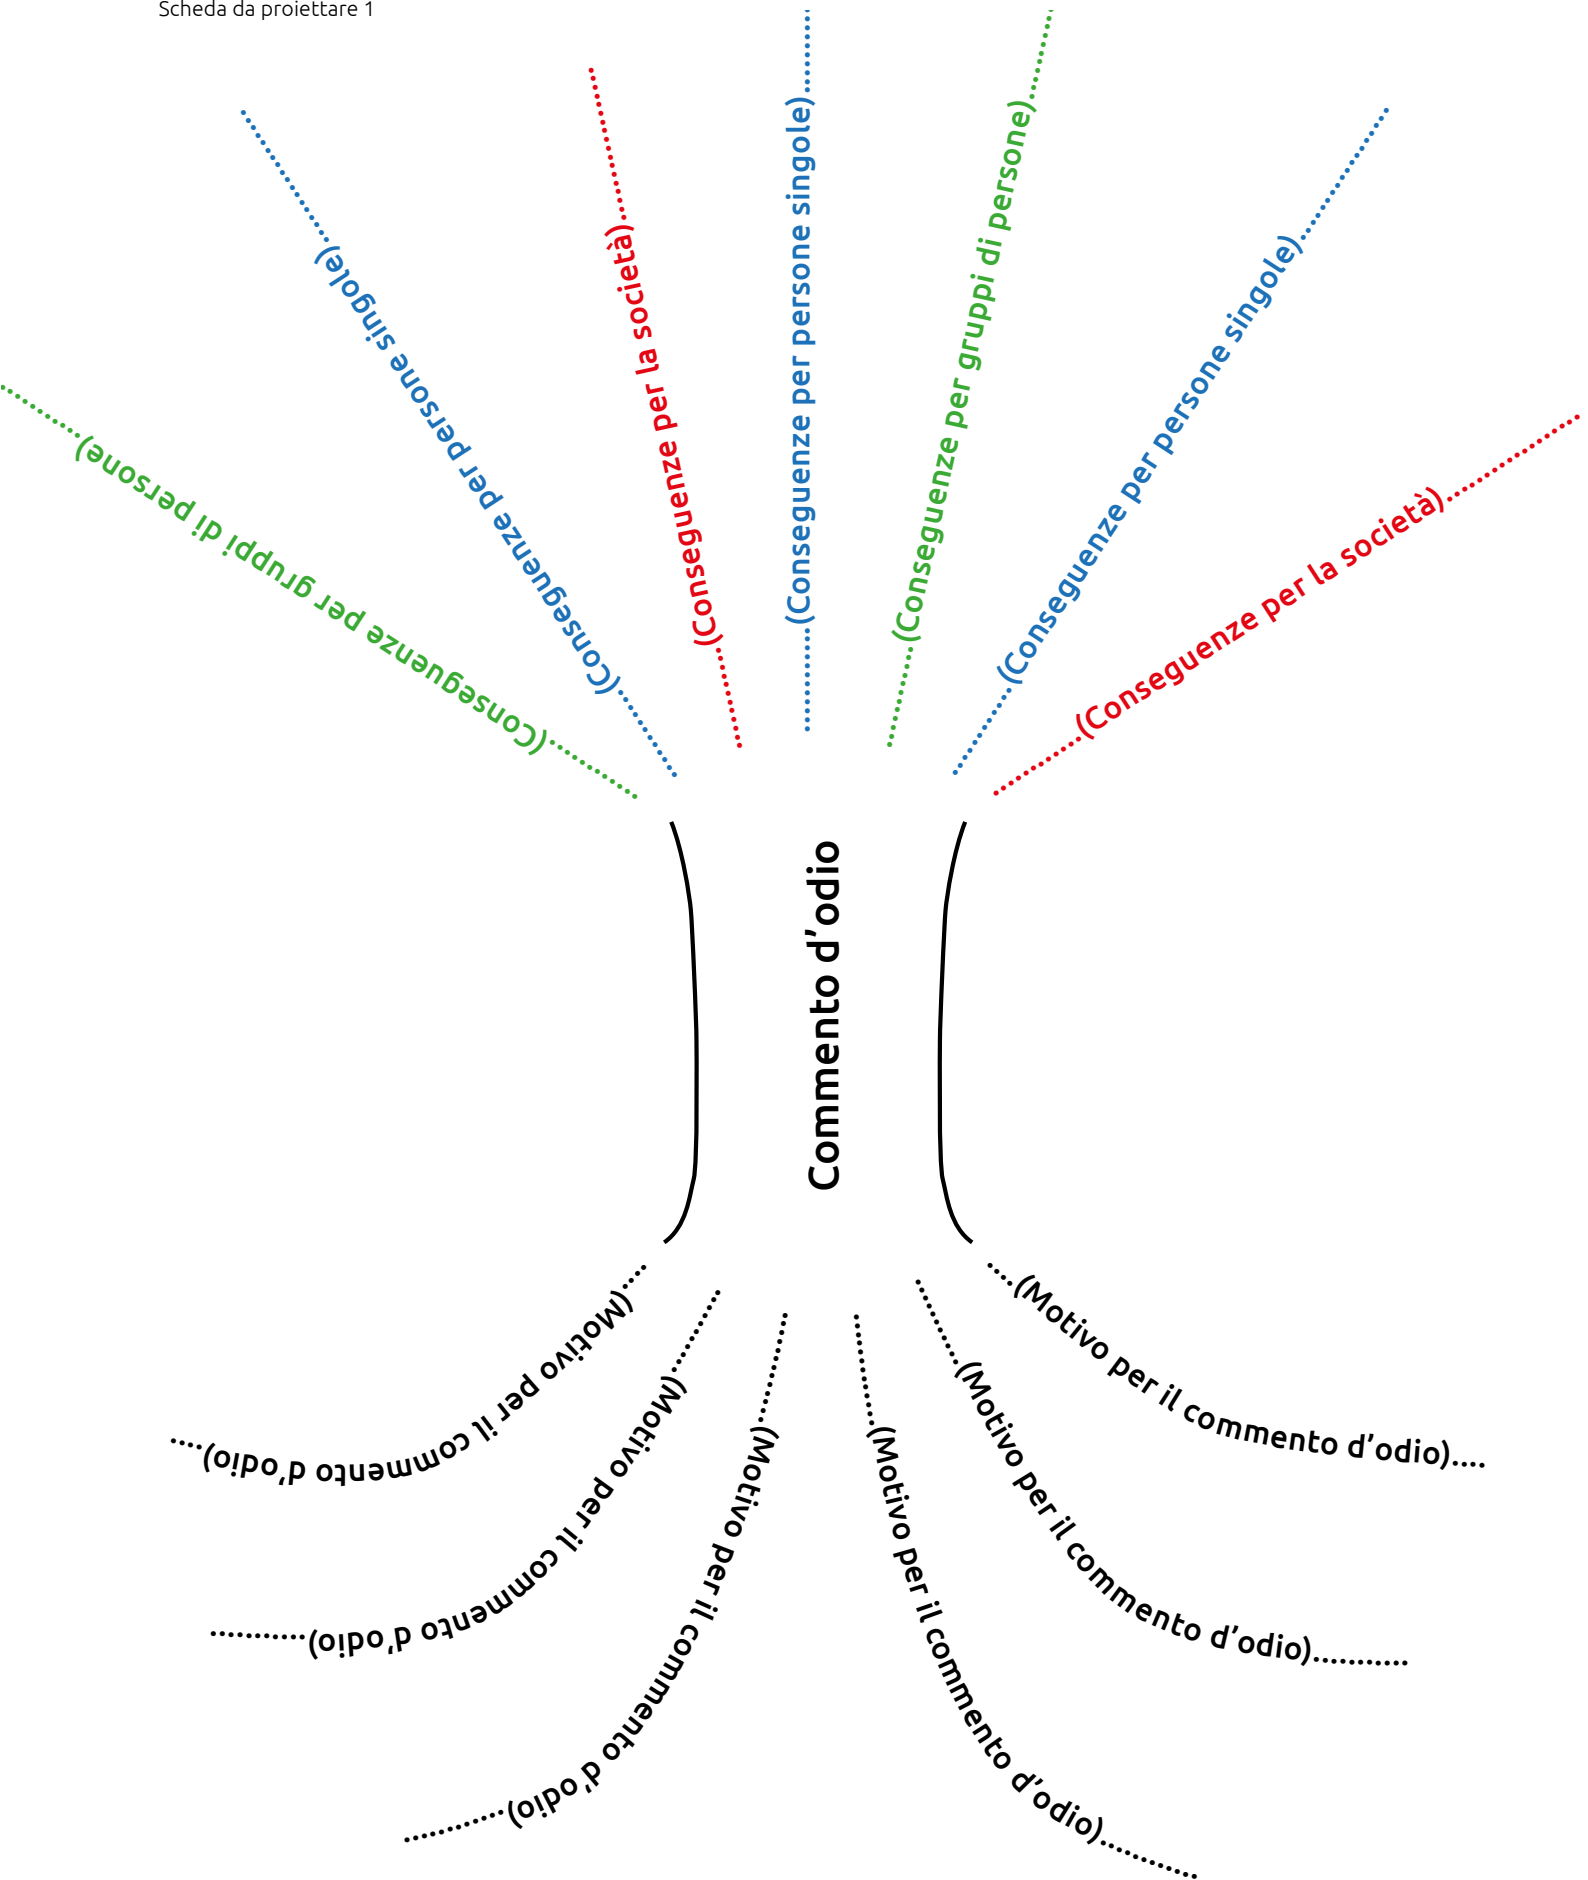 Scheda da proiettare 1
(Conseguenze per gruppi di persone)
(Conseguenze per persone singole)
(Conseguenze per la società)
(Conseguenze per persone singole)
(Conseguenze per gruppi di persone)
(Conseguenze per persone singole)
(Conseguenze per la società)
Commento d’odio
(Motivo per il commento d’odio)
(Motivo per il commento d’odio)
(Motivo per il commento d’odio)
(Motivo per il commento d’odio)
(Motivo per il commento d’odio)
(Motivo per il commento d’odio)